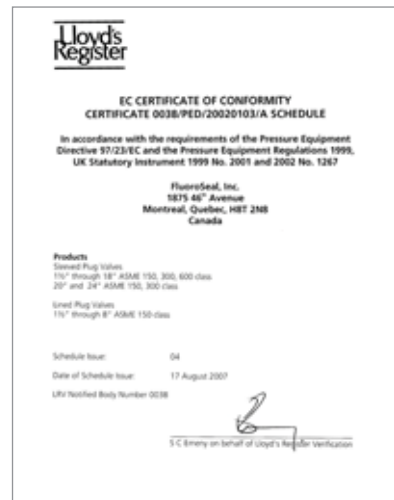 Lloyd's
Register
EC CERTIFICATE OF CONFORMITY
CERTIFICATE 0038/PED/20020103/A SCHEDULE
In accordance with the requirements of the Pressure Equipment
Directive 97/23/EC and the Pressure Equipment Regulations 1999,
UK Statutory Instrument 1999 No. 2001 and 2002 No. 1267
FluoroSeal, Inc.
1875 46th Avenue
Montreal, Quebec, H8T 2N8
Canada
Products
Sleeved Plug Valves
1½" through 18" ASME 150, 300, 600 class
20" and 24" ASME 150, 300 class
Lined Plug Valves
1½" through 8" ASME 150 class
Schedule Issue: 04
Date of Schedule Issue: 17 August 2007
LRV Notified Body Number 0038
S C Emeny on behalf of Lloyd's Register Verification